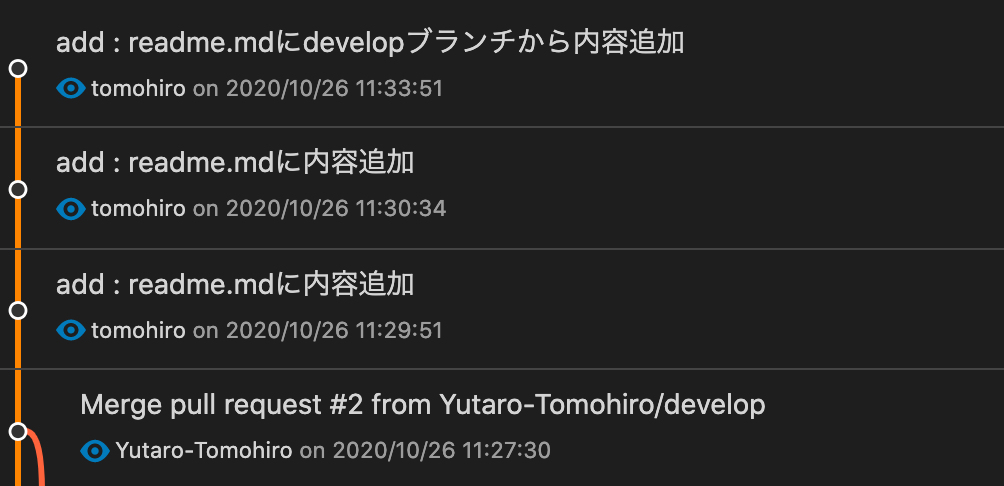 add : readme.mdにdevelopブランチから内容追加
tomohiro on 2020/10/26 11:33:51
add : readme.mdに内容追加
tomohiro on 2020/10/26 11:30:34
add : readme.mdに内容追加
tomohiro on 2020/10/26 11:29:51
Merge pull request #2 from Yutaro-Tomohiro/develop
Yutaro-Tomohiro on 2020/10/26 11:27:30